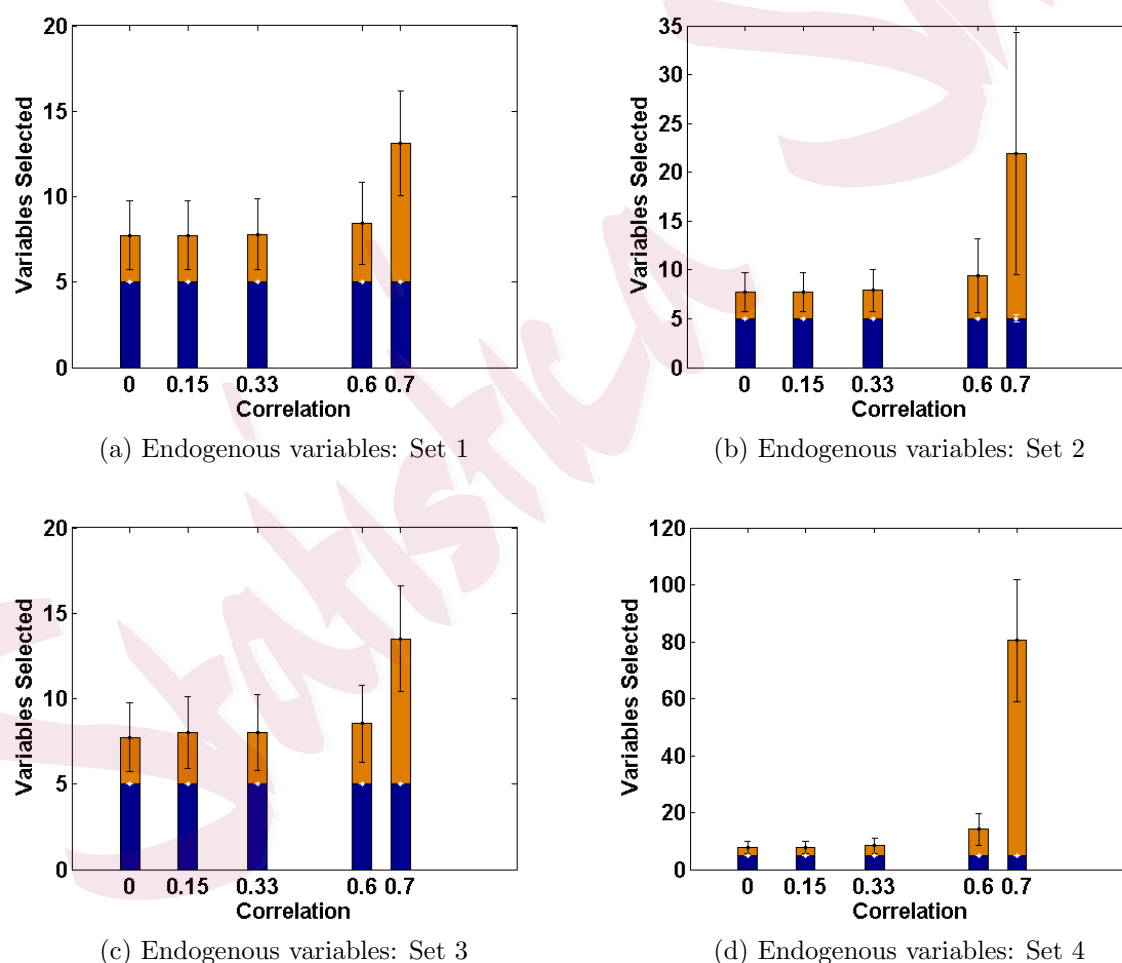 20
15
10
5
0
Variables Selected
0 0.15 0.33 0.6 0.7
Correlation
(a) Endogenous variables: Set 1
35
30
25
20
15
10
5
0
Variables Selected
0 0.15 0.33 0.6 0.7
Correlation
(b) Endogenous variables: Set 2
20
15
10
5
0
Variables Selected
0 0.15 0.33 0.6 0.7
Correlation
(c) Endogenous variables: Set 3
120
100
80
60
40
20
0
Variables Selected
0 0.15 0.33 0.6 0.7
Correlation
(d) Endogenous variables: Set 4
Statistica